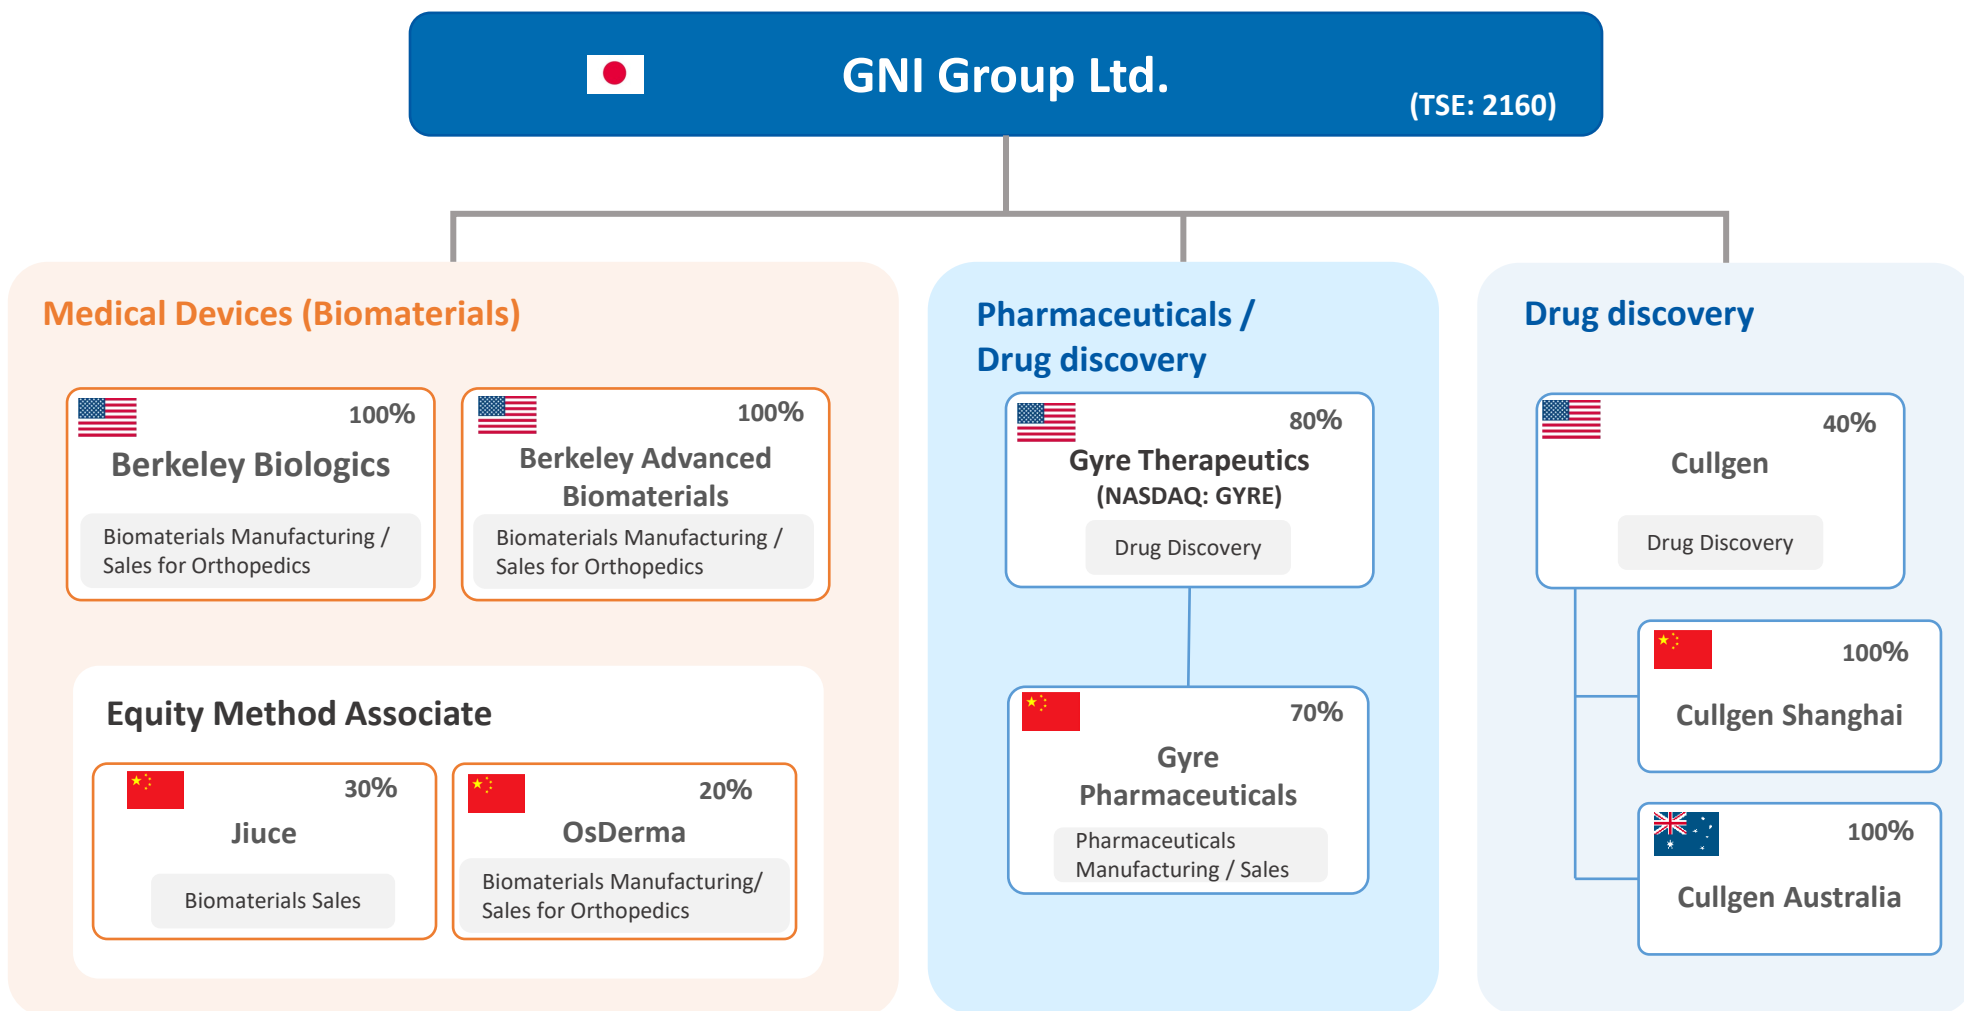 GNI Group Ltd.
(TSE: 2160)
Medical Devices (Biomaterials)
100%
Berkeley Biologics
Biomaterials Manufacturing /
Sales for Orthopedics
100%
Berkeley Advanced
Biomaterials
Biomaterials Manufacturing /
Sales for Orthopedics
Equity Method Associate
30%
Jiuce
Biomaterials Sales
20%
OsDerma
Biomaterials Manufacturing/
Sales for Orthopedics
Pharmaceuticals /
Drug discovery
80%
Gyre Therapeutics
(NASDAQ: GYRE)
Drug Discovery
70%
Gyre
Pharmaceuticals
Pharmaceuticals
Manufacturing / Sales
Drug discovery
40%
Cullgen
Drug Discovery
100%
Cullgen Shanghai
100%
Cullgen Australia